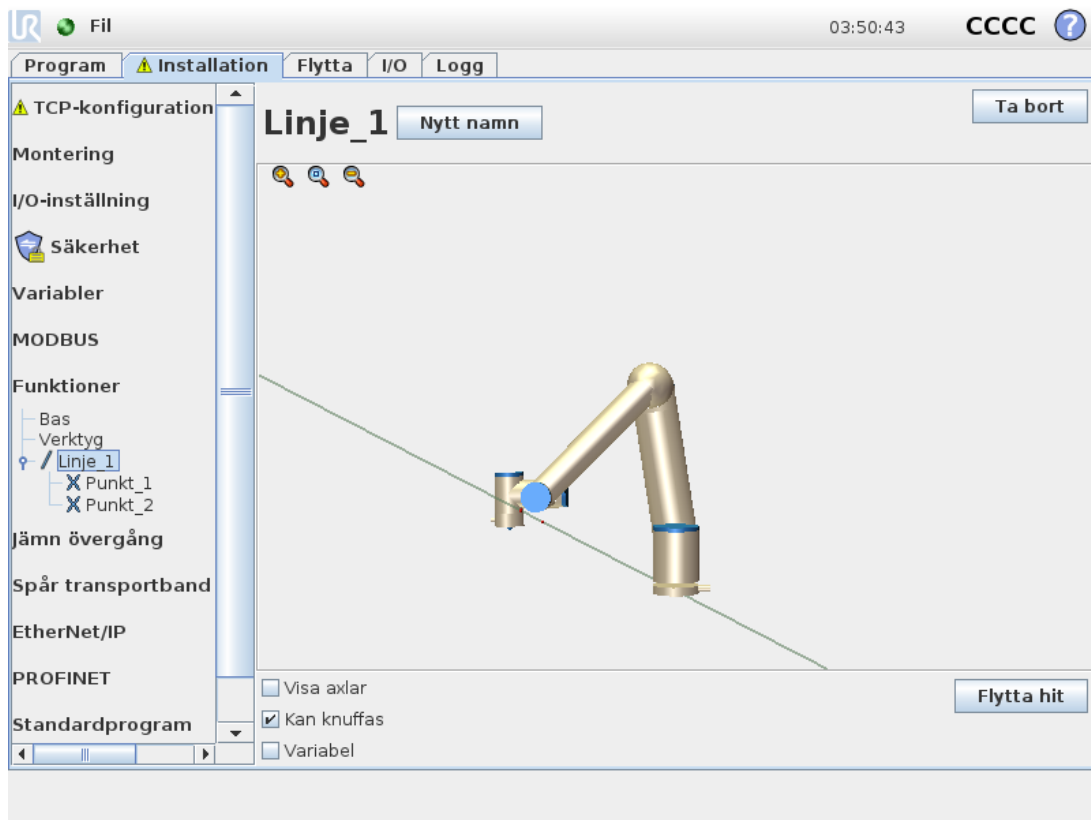 UR Fil 03:50:43 CCCC ?
Program Installation Flytta I/O Logg
TCP-konfiguration
Montering
I/O-inställning
Säkerhet
Variabler
MODBUS
Funktioner
Bas
Verktyg
Linje_1
Punkt_1
Punkt_2
Jämn övergång
Spår transportband
EtherNet/IP
PROFINET
Standardprogram
Linje_1 Nytt namn Ta bort
Visa axlar
Kan knuffas
Variabel
Flytta hit